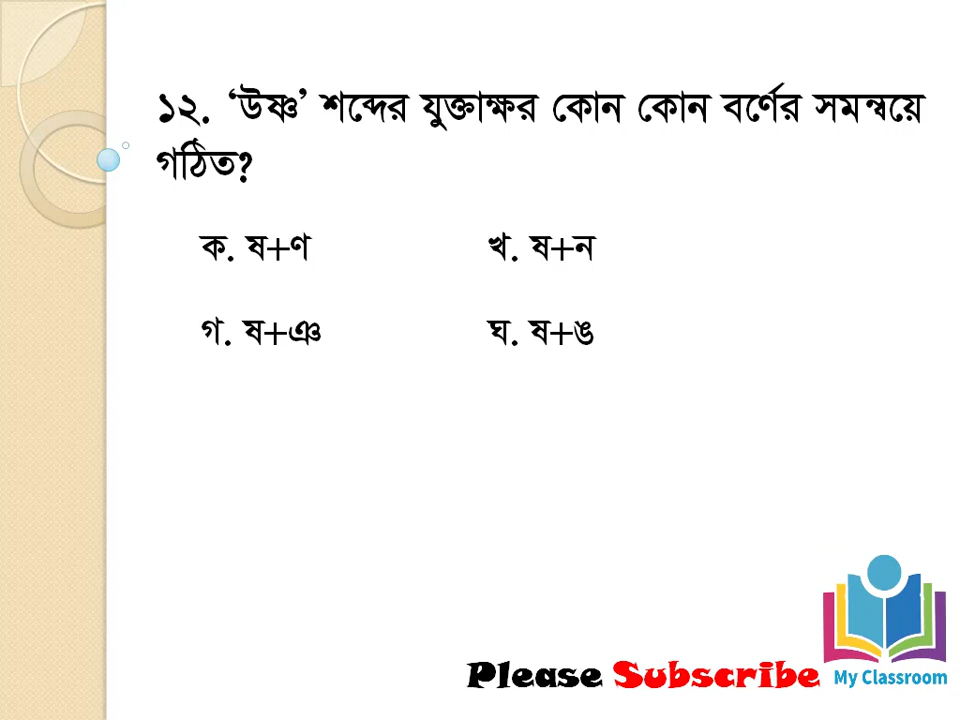 ১২. ‘উষ্ণ’ শব্দের যুক্তাক্ষর কোন কোন বর্ণের সমন্বয়ে
গঠিত?
ক. ষ+ণ খ. ষ+ন
গ. ষ+ঞ ঘ. ষ+ঙ
Please Subscribe
My Classroom